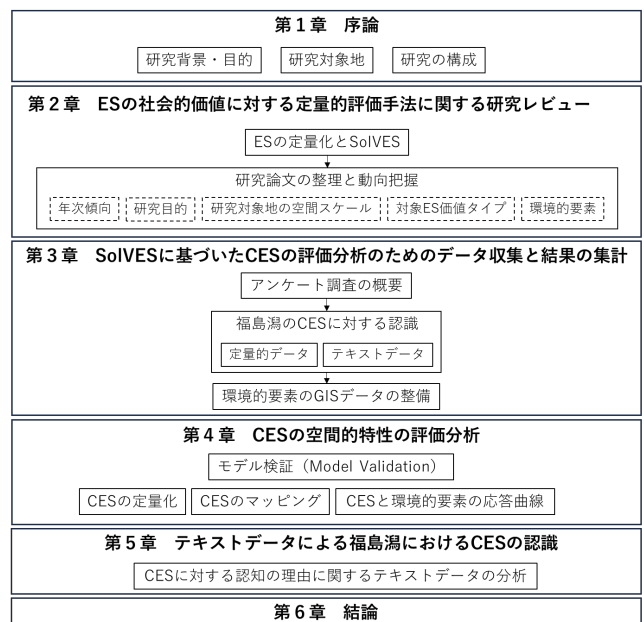 第１章　序論
研究背景・目的　研究対象地　研究の構成
第２章　ESの社会的価値に対する定量的評価手法に関する研究レビュー
ESの定量化とSolVES
研究論文の整理と動向把握
年次傾向　研究目的　研究対象地の空間スケール　対象ES価値タイプ　環境的要素
第３章　SolVESに基づいたCESの評価分析のためのデータ収集と結果の集計
アンケート調査の概要
福島潟のCESに対する認識
定量的データ　テキストデータ
環境的要素のGISデータの整備
第４章　CESの空間的特性の評価分析
モデル検証（Model Validation）
CESの定量化　CESのマッピング　CESと環境的要素の応答曲線
第５章　テキストデータによる福島潟におけるCESの認識
CESに対する認知の理由に関するテキストデータの分析
第６章　結論